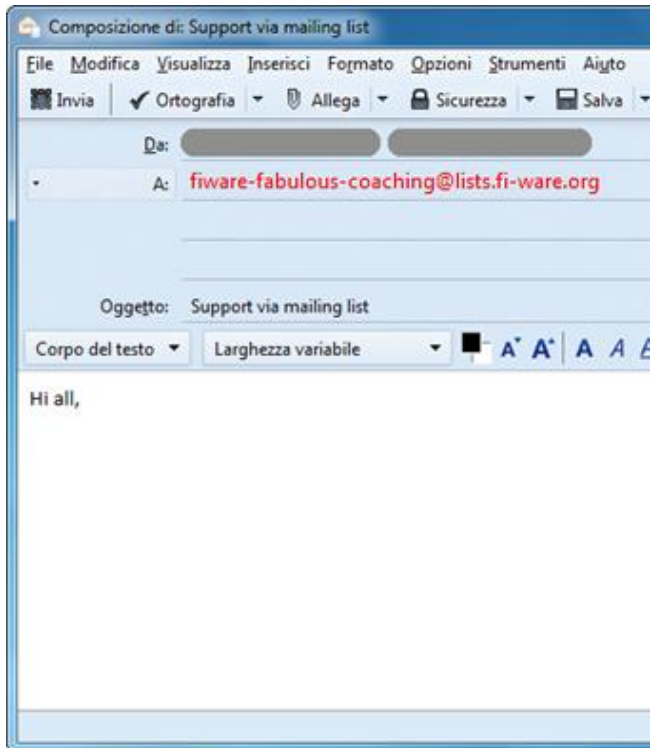 Composizione di: Support via mailing list
File Modifica Visualizza Inserisci Formato Opzioni Strumenti Aiuto
Invia Ortografia Allega Sicurezza Salva
Da:
A: fiware-fabulous-coaching@lists.fi-ware.org
Oggetto: Support via mailing list
Corpo del testo Larghezza variabile A A A A
Hi all,